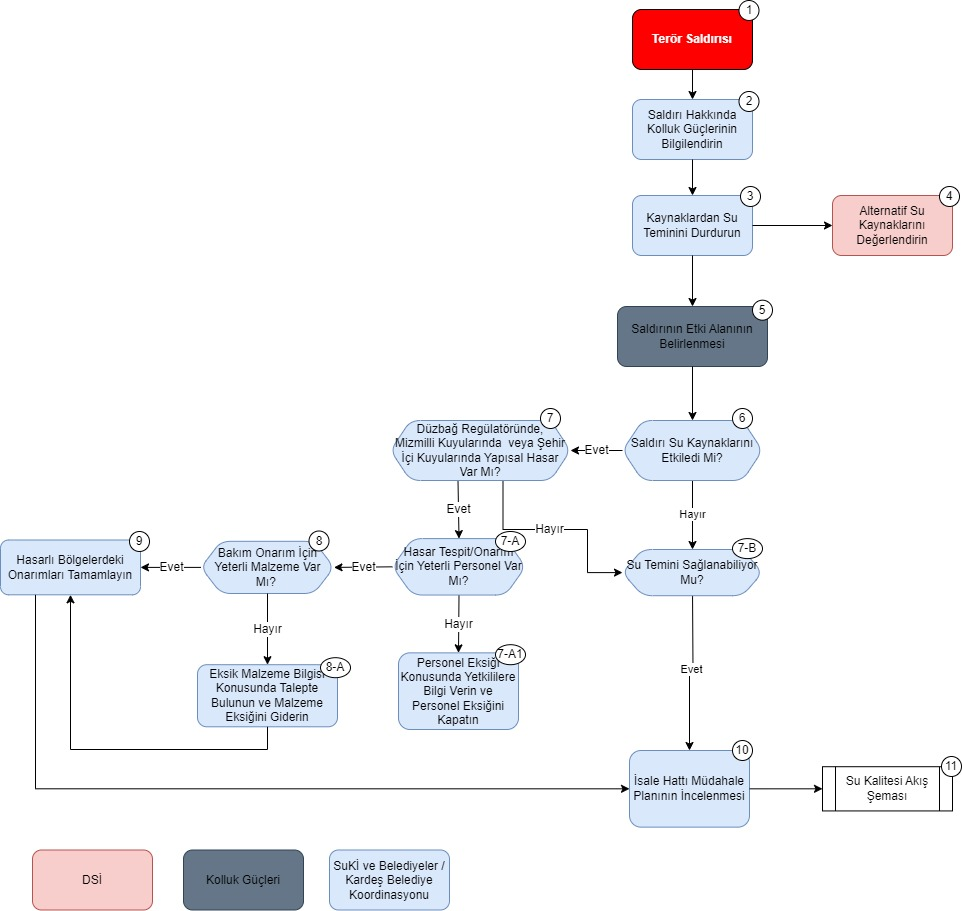 1
Terör Saldırısı
2
Saldırı Hakkında
Kolluk Güçlerinin
Bilgilendirin
3
Kaynaklardan Su
Teminini Durdurun
4
Alternatif Su
Kaynaklarını
Değerlendirin
5
Saldırının Etki Alanının
Belirlenmesi
6
Saldırı Su Kaynaklarını
Etkiledi Mi?
Evet
Hayır
7
Düzbağ Regülatöründe,
Mizmilli Kuyularında veya Şehir
İçi Kuyularında Yapısal Hasar
Var Mı?
Evet
Hayır
7-B
Su Temini Sağlanabiliyor
Mu?
Evet
7-A
Hasar Tespit/Onarım
İçin Yeterli Personel Var
Mı?
Evet
Hayır
8
Bakım Onarım İçin
Yeterli Malzeme Var
Mı?
Evet
Hayır
9
Hasarlı Bölgelerdeki
Onarımları Tamamlayın
8-A
Eksik Malzeme Bilgisi
Konusunda Talepte
Bulunun ve Malzeme
Eksiğini Giderin
7-A1
Personel Eksiği
Konusunda Yetkililere
Bilgi Verin ve
Personel Eksiğini
Kapatın
10
İsale Hattı Müdahale
Planının İncelenmesi
11
Su Kalitesi Akış
Şeması
DSİ
Kolluk Güçleri
SuKİ ve Belediyeler /
Kardeş Belediye
Koordinasyonu